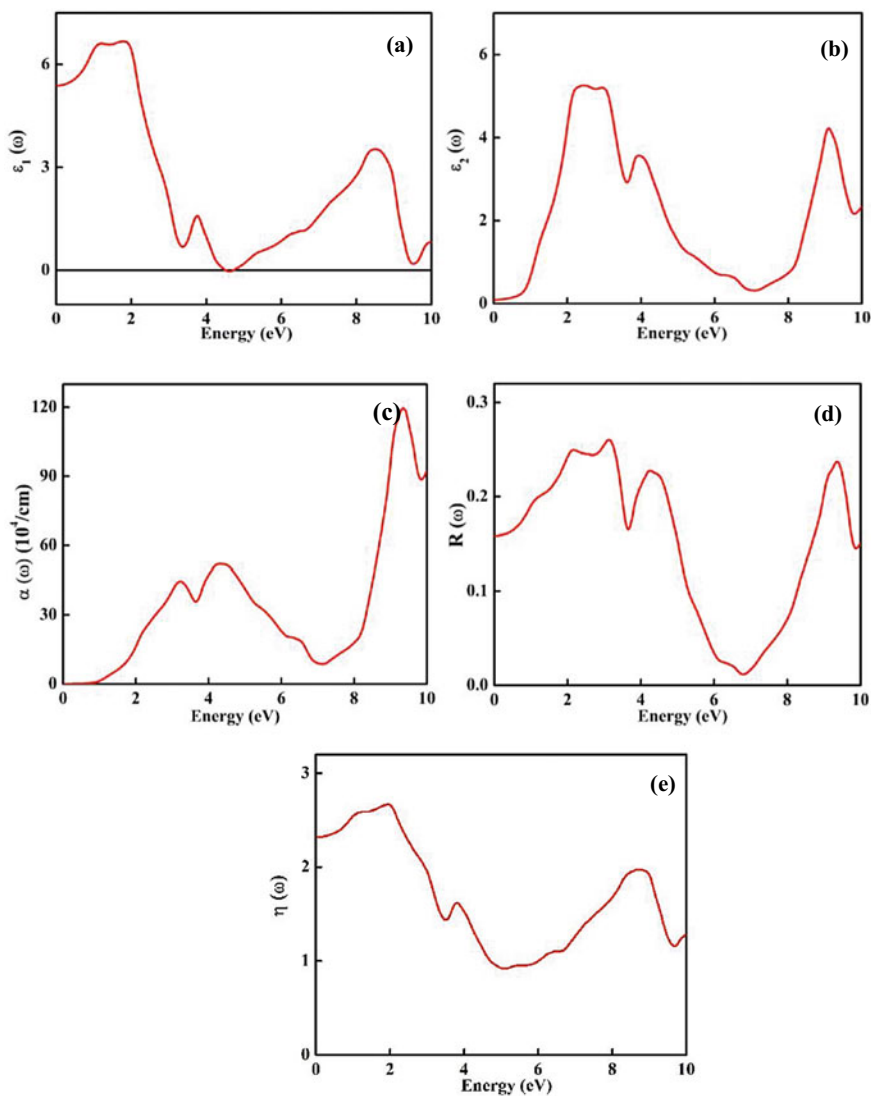 (a)
ε₁ (ω)
6
3
0
0 2 4 6 8 10
Energy (eV)
(b)
ε₂ (ω)
6
4
2
0
0 2 4 6 8 10
Energy (eV)
(c)
α (ω) (10⁴/cm)
120
90
60
30
0
0 2 4 6 8 10
Energy (eV)
(d)
R (ω)
0.3
0.2
0.1
0.0
0 2 4 6 8 10
Energy (eV)
(e)
η (ω)
3
2
1
0
0 2 4 6 8 10
Energy (eV)